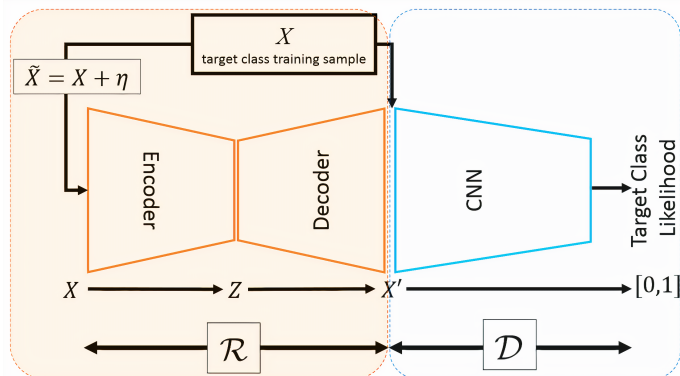 X
target class training sample
X̃ = X + η
Encoder
Decoder
CNN
Target Class
Likelihood
X
Z
X′
[0,1]
ℛ
𝒟